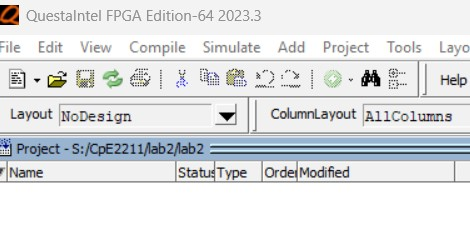 QuestaIntel FPGA Edition-64 2023.3
File Edit View Compile Simulate Add Project Tools Layo
Help
Layout NoDesign ColumnLayout AllColumns
Project - S:/CpE2211/lab2/lab2
Name Status Type Order Modified